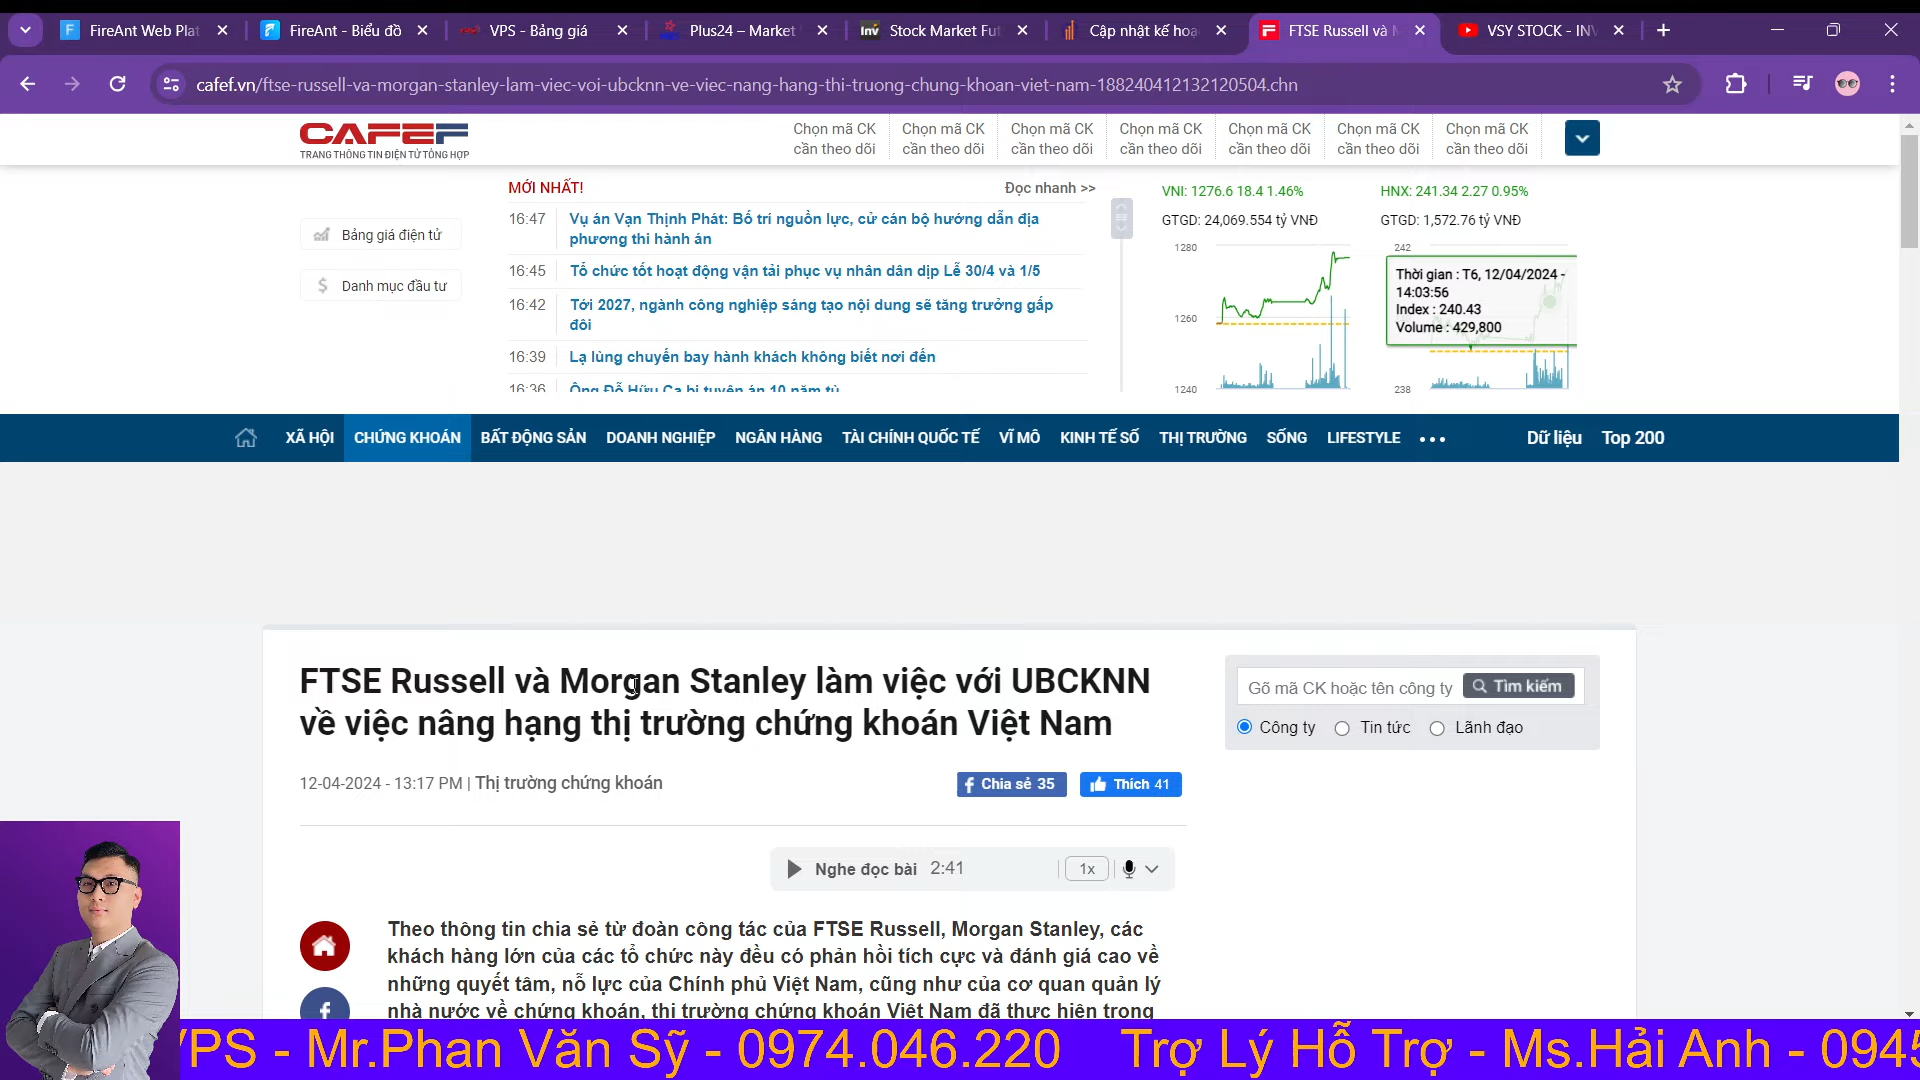 FireAnt Web Plat
FireAnt - Biểu đồ
VPS - Bảng giá
Plus24 – Market
Stock Market Fut
Cập nhật kế hoạ
FTSE Russell và M
VSY STOCK - INV
cafef.vn/ftse-russell-va-morgan-stanley-lam-viec-voi-ubcknn-ve-viec-nang-hang-thi-truong-chung-khoan-viet-nam-188240412132120504.chn
CAFEF
TRANG THÔNG TIN ĐIỆN TỬ TỔNG HỢP
Chọn mã CK cần theo dõi
Chọn mã CK cần theo dõi
Chọn mã CK cần theo dõi
Chọn mã CK cần theo dõi
Chọn mã CK cần theo dõi
Chọn mã CK cần theo dõi
Chọn mã CK cần theo dõi
Bảng giá điện tử
Danh mục đầu tư
MỚI NHẤT!
Đọc nhanh >>
16:47 Vụ án Vạn Thịnh Phát: Bố trí nguồn lực, cử cán bộ hướng dẫn địa
phương thi hành án
16:45 Tổ chức tốt hoạt động vận tải phục vụ nhân dân dịp Lễ 30/4 và 1/5
16:42 Tới 2027, ngành công nghiệp sáng tạo nội dung sẽ tăng trưởng gấp
đôi
16:39 Lạ lùng chuyến bay hành khách không biết nơi đến
16:36 Ông Đỗ Hữu Ca bị tuyên án 10 năm tù
VNI: 1276.6 18.4 1.46%
GTGD: 24,069.554 tỷ VNĐ
1280
1260
1240
HNX: 241.34 2.27 0.95%
GTGD: 1,572.76 tỷ VNĐ
242
Thời gian : T6, 12/04/2024 -
14:03:56
Index : 240.43
Volume : 429,800
238
XÃ HỘI CHỨNG KHOÁN BẤT ĐỘNG SẢN DOANH NGHIỆP NGÂN HÀNG TÀI CHÍNH QUỐC TẾ VĨ MÔ KINH TẾ SỐ THỊ TRƯỜNG SỐNG LIFESTYLE Dữ liệu Top 200
FTSE Russell và Morgan Stanley làm việc với UBCKNN
về việc nâng hạng thị trường chứng khoán Việt Nam
12-04-2024 - 13:17 PM | Thị trường chứng khoán
Chia sẻ 35
Thích 41
Gõ mã CK hoặc tên công ty
Tìm kiếm
Công ty Tin tức Lãnh đạo
Nghe đọc bài 2:41
1x
Theo thông tin chia sẻ từ đoàn công tác của FTSE Russell, Morgan Stanley, các
khách hàng lớn của các tổ chức này đều có phản hồi tích cực và đánh giá cao về
những quyết tâm, nỗ lực của Chính phủ Việt Nam, cũng như của cơ quan quản lý
nhà nước về chứng khoán, thị trường chứng khoán Việt Nam đã thực hiện trong
VPS - Mr.Phan Văn Sỹ - 0974.046.220 Trợ Lý Hỗ Trợ - Ms.Hải Anh - 0945